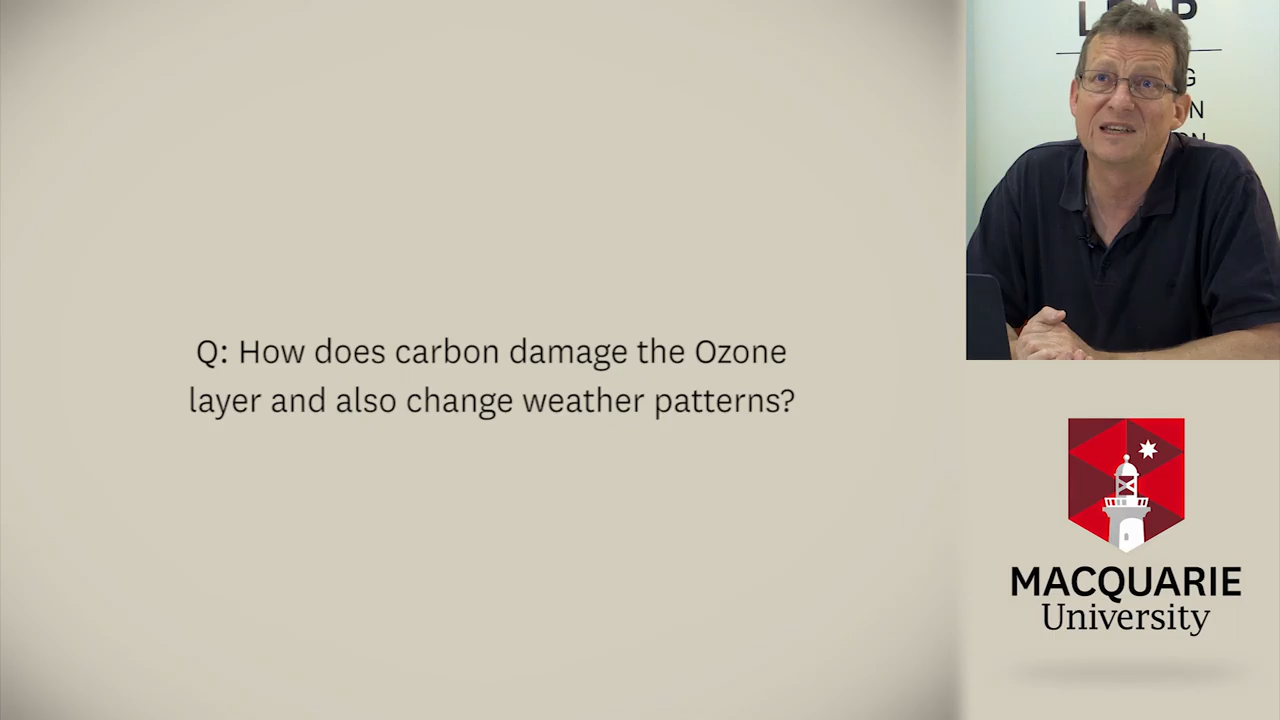 Q: How does carbon damage the Ozone
layer and also change weather patterns?
MACQUARIE
University